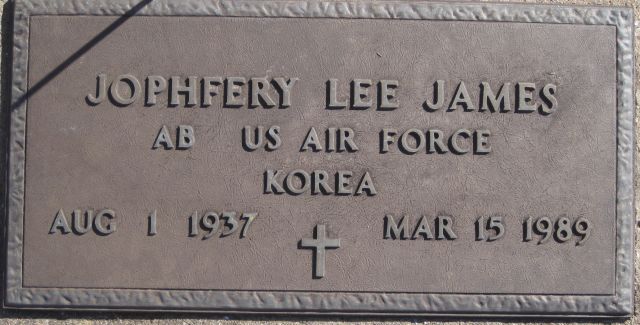 JOPHFERY LEE JAMES
AB US AIR FORCE
KOREA
AUG 1 1937 MAR 15 1989